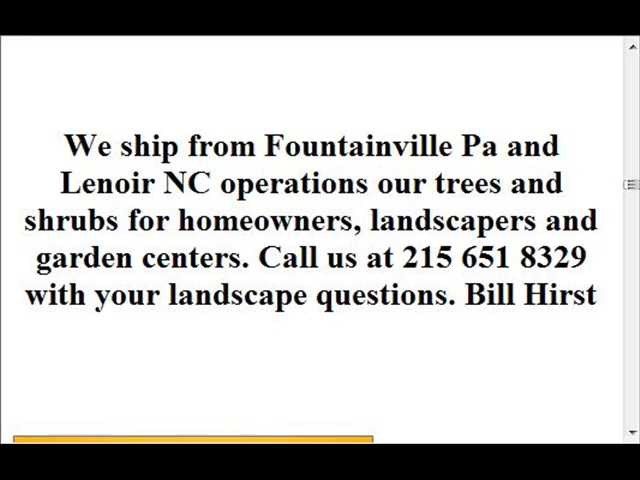 We ship from Fountainville Pa and
Lenoir NC operations our trees and
shrubs for homeowners, landscapers and
garden centers. Call us at 215 651 8329
with your landscape questions. Bill Hirst